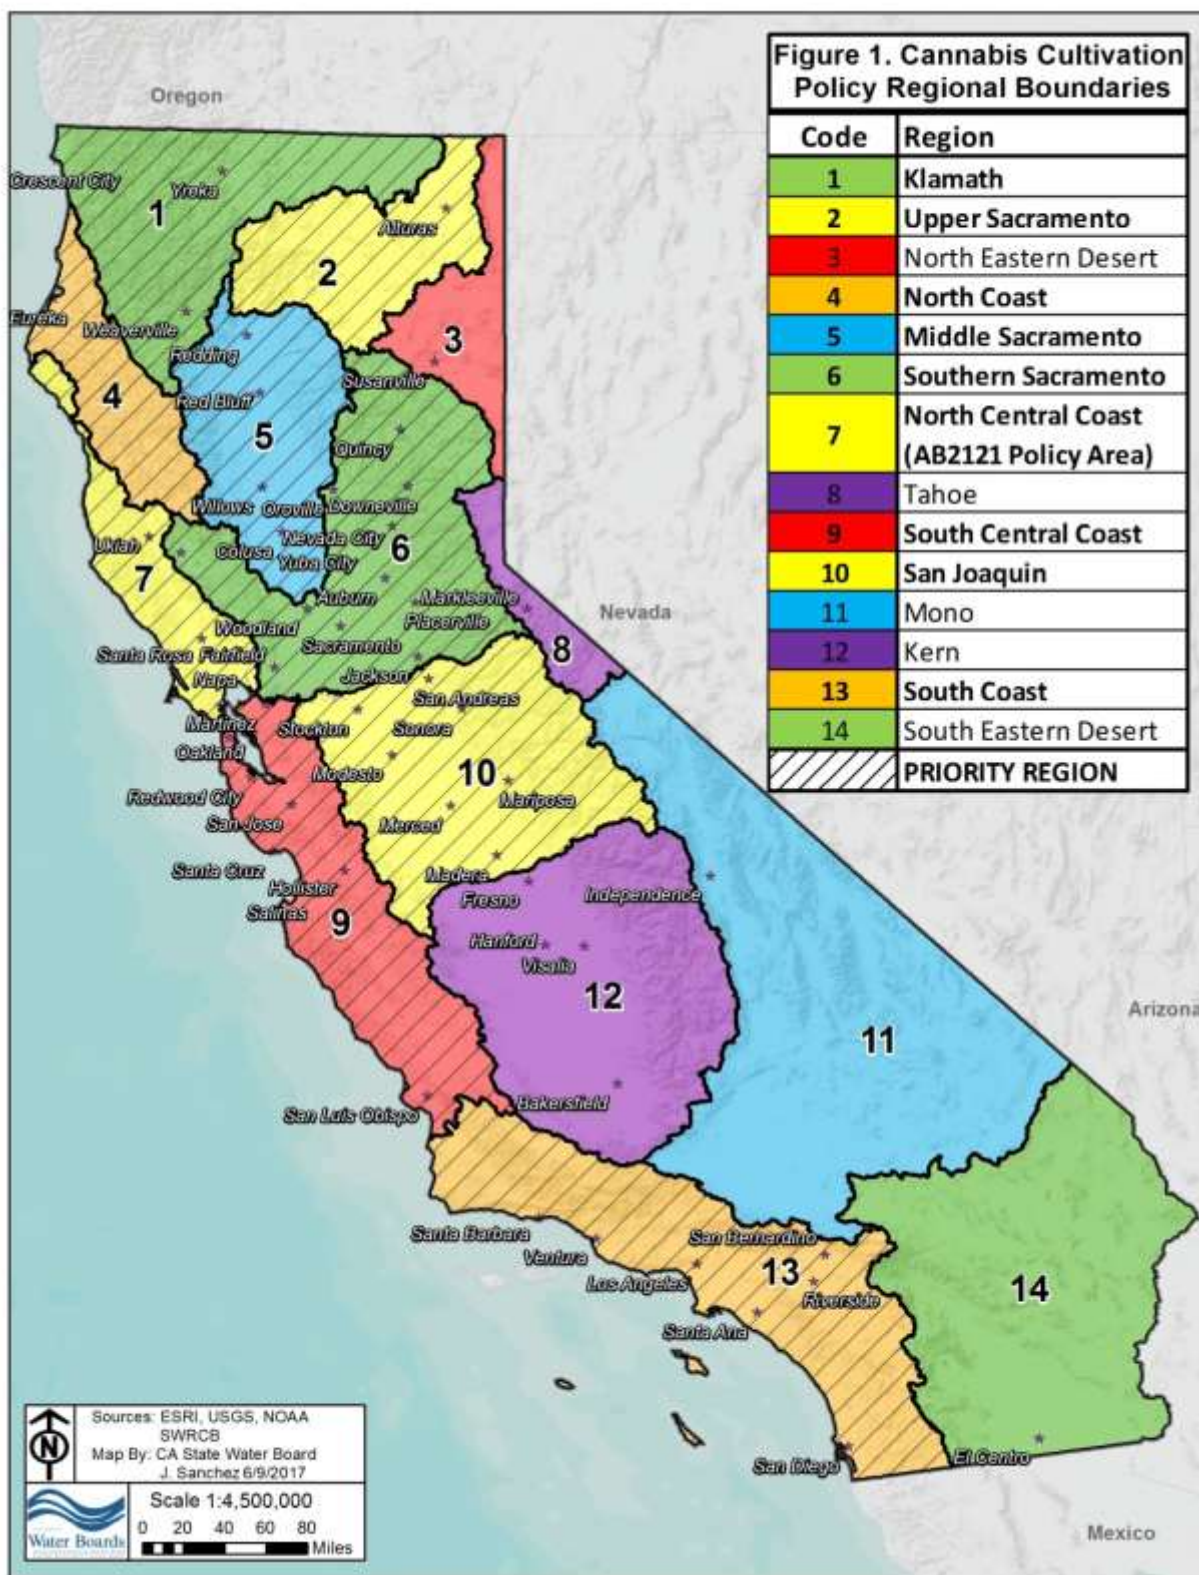 Figure 1. Cannabis Cultivation
Policy Regional Boundaries
Code Region
1 Klamath
2 Upper Sacramento
3 North Eastern Desert
4 North Coast
5 Middle Sacramento
6 Southern Sacramento
7 North Central Coast
(AB2121 Policy Area)
8 Tahoe
9 South Central Coast
10 San Joaquin
11 Mono
12 Kern
13 South Coast
14 South Eastern Desert
PRIORITY REGION
Oregon
Crescent City
Yreka
1
Alturas
2
Eureka
Weaverville
Redding
3
Susanville
4
Red Bluff
5
Quincy
Willows
Oroville
Downieville
Ukiah
Colusa
Nevada City
6
Yuba City
7
Auburn
Markleeville
Nevada
Woodland
Placerville
Sacramento
8
Santa Rosa
Fairfield
Napa
Jackson
San Andreas
Martinez
Stockton
Sonora
Oakland
Modesto
10
Redwood City
Mariposa
San Jose
Merced
Santa Cruz
Hollister
Madera
Salinas
Fresno
Independence
9
Hanford
Visalia
12
Arizona
11
Bakersfield
San Luis Obispo
Santa Barbara
San Bernardino
Ventura
Los Angeles
13
Riverside
14
Santa Ana
San Diego
El Centro
Mexico
N
Sources: ESRI, USGS, NOAA
SWRCB
Map By: CA State Water Board
J. Sanchez 6/9/2017
Water Boards
Scale 1:4,500,000
0 20 40 60 80
Miles